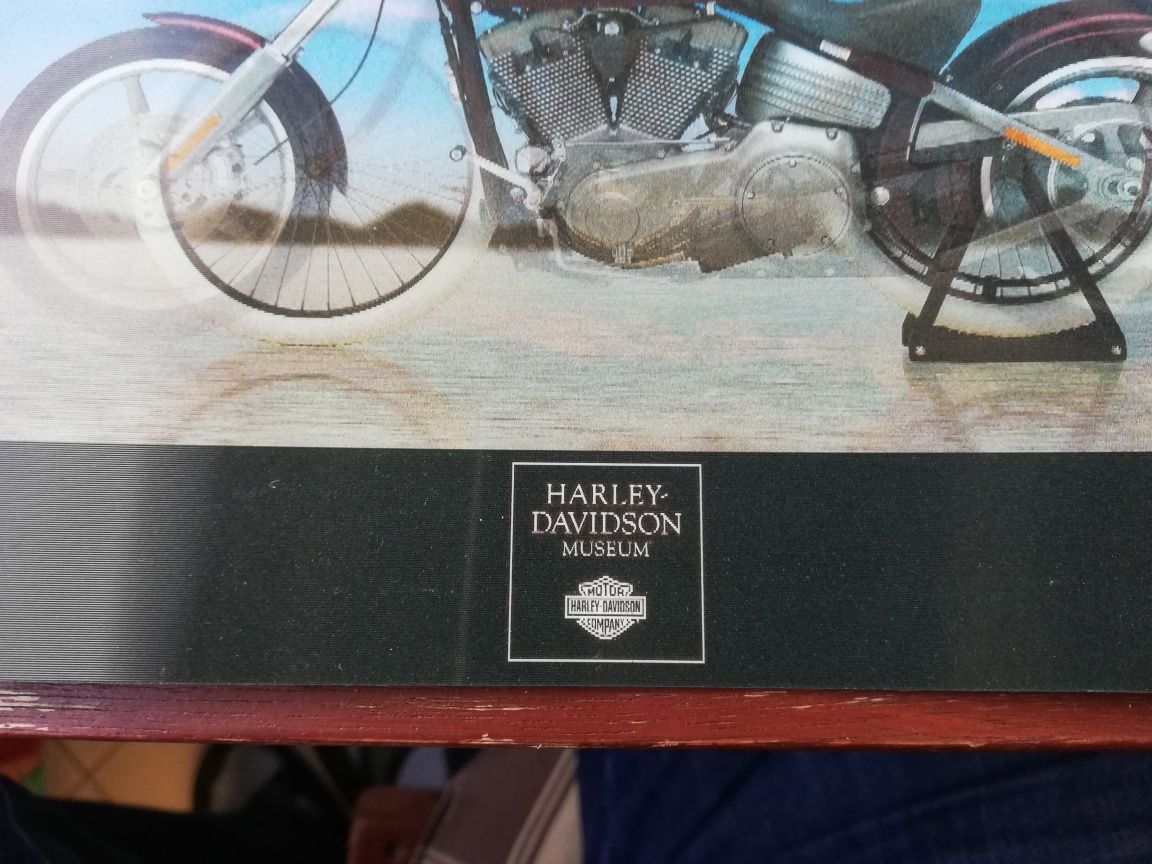 HARLEY-
DAVIDSON
MUSEUM
MOTOR
HARLEY-DAVIDSON
COMPANY